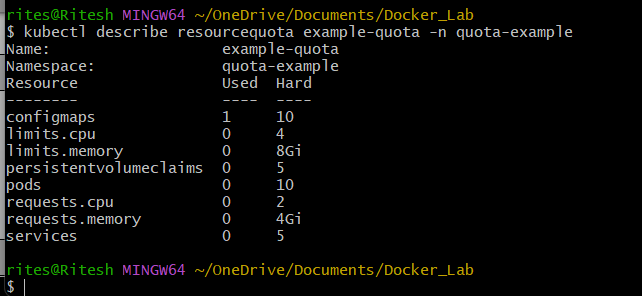 rites@Ritesh MINGW64 ~/OneDrive/Documents/Docker_Lab
$ kubectl describe resourcequota example-quota -n quota-example
Name:                   example-quota
Namespace:              quota-example
Resource                Used  Hard
--------                ----  ----
configmaps              1     10
limits.cpu              0     4
limits.memory           0     8Gi
persistentvolumeclaims  0     5
pods                    0     10
requests.cpu            0     2
requests.memory         0     4Gi
services                0     5
rites@Ritesh MINGW64 ~/OneDrive/Documents/Docker_Lab
$